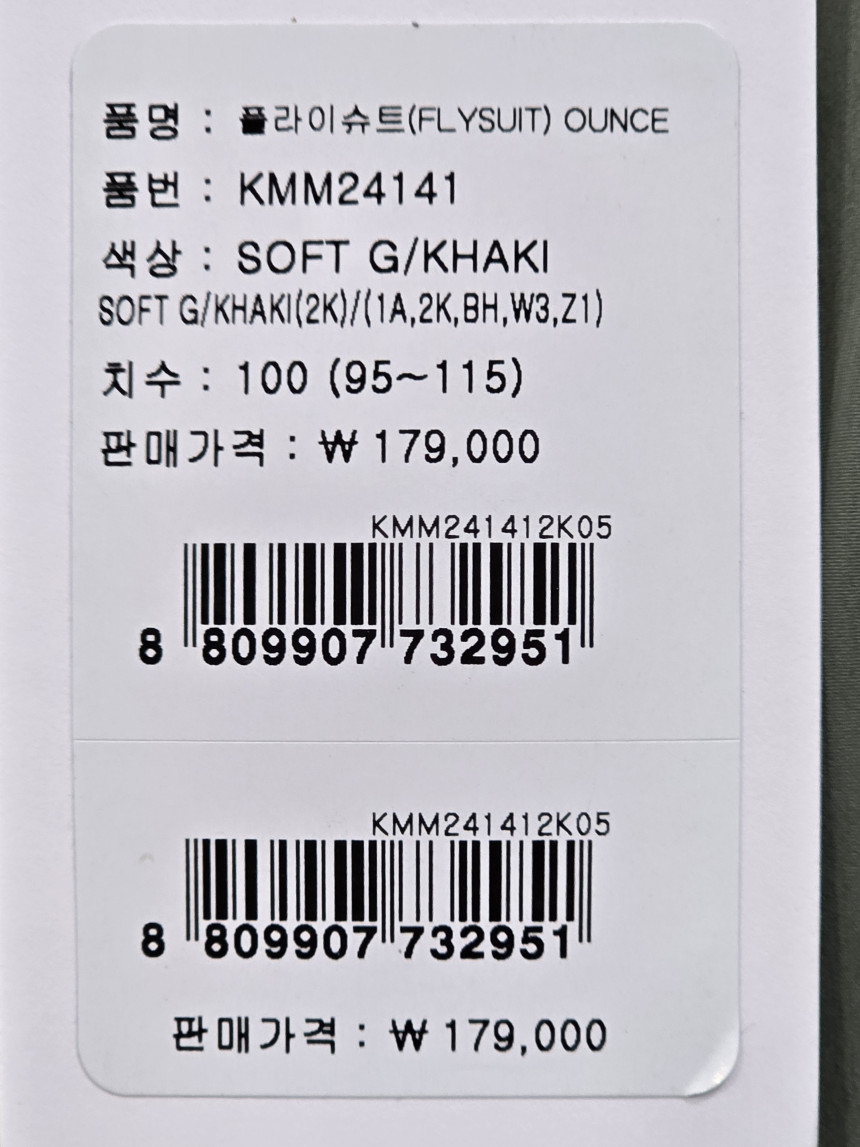 품명 : 플라이슈트(FLYSUIT) OUNCE
품번 : KMM24141
색상 : SOFT G/KHAKI
SOFT G/KHAKI(2K)/(1A,2K,BH,W3,Z1)
치수 : 100 (95~115)
판매가격 : ₩ 179,000
KMM241412K05
8 809907 732951
KMM241412K05
8 809907 732951
판매가격 : ₩ 179,000